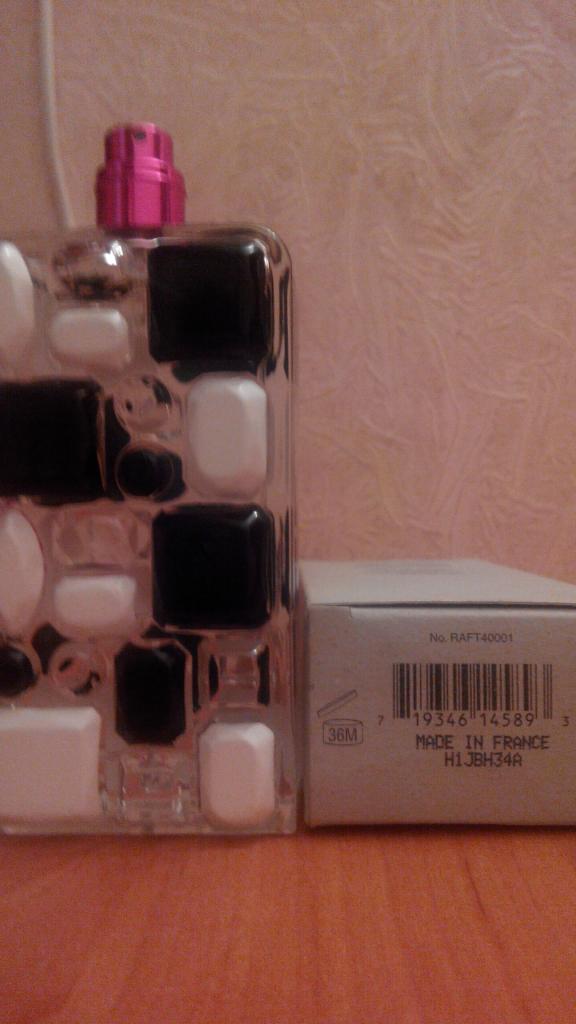 No. RAFT40001
7 19346 14589 3
36M
MADE IN FRANCE
H1JBH34A